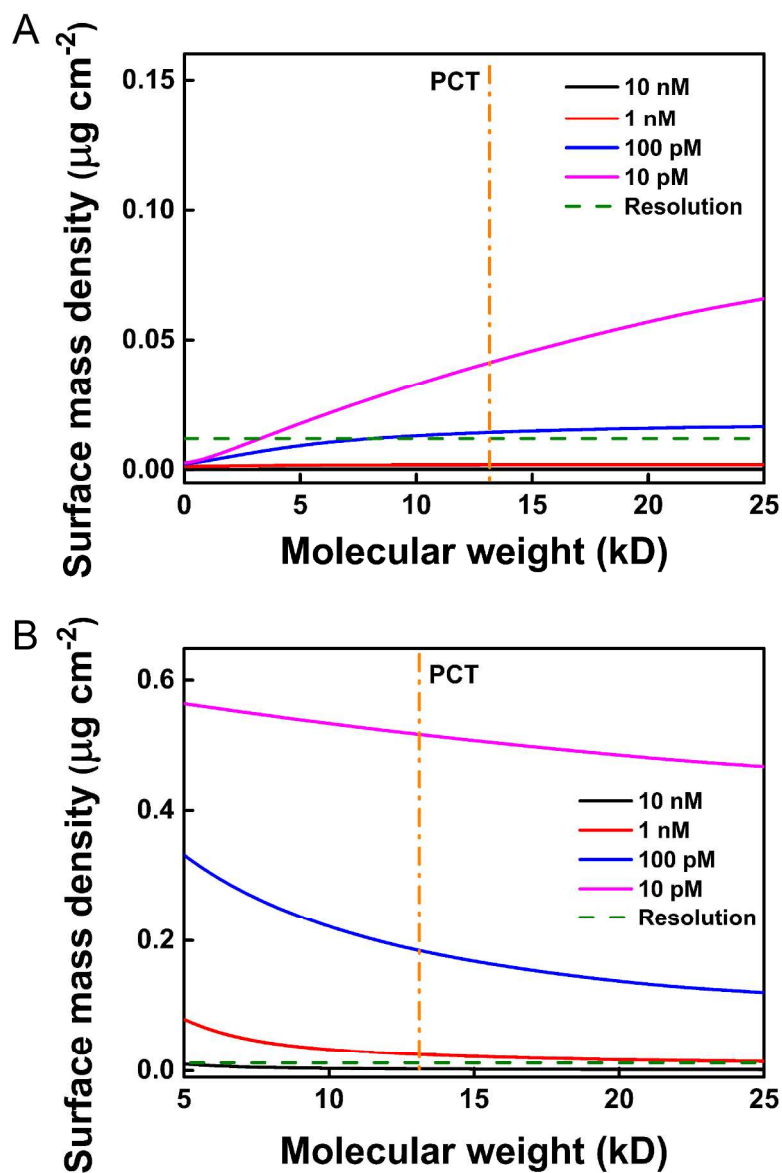 A
Surface mass density (μg cm⁻²)
0.15
0.10
0.05
0.00
PCT
10 nM
1 nM
100 pM
10 pM
Resolution
0 5 10 15 20 25
Molecular weight (kD)
B
Surface mass density (μg cm⁻²)
0.6
0.4
0.2
0.0
PCT
10 nM
1 nM
100 pM
10 pM
Resolution
5 10 15 20 25
Molecular weight (kD)